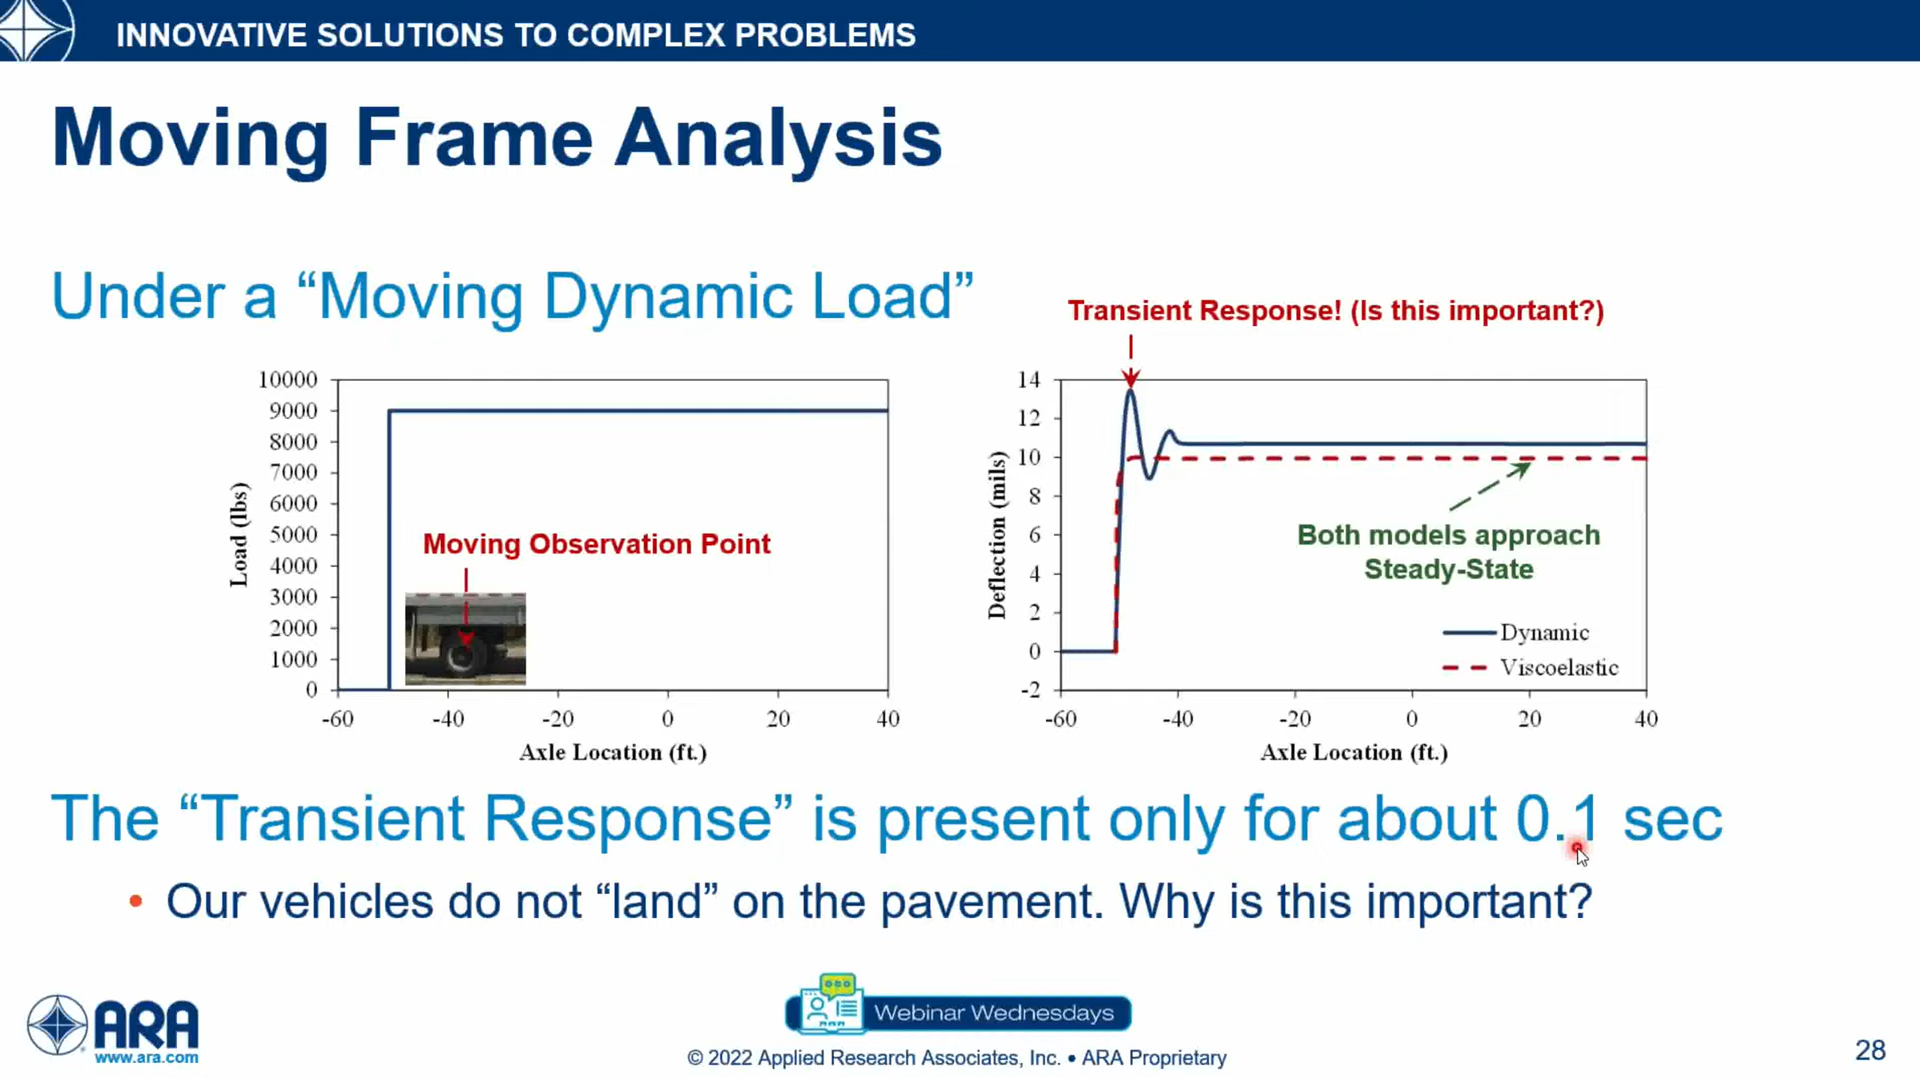 INNOVATIVE SOLUTIONS TO COMPLEX PROBLEMS
Moving Frame Analysis
Under a “Moving Dynamic Load”
10000
9000
8000
7000
6000
5000
4000
3000
2000
1000
0
Load (lbs)
Moving Observation Point
-60 -40 -20 0 20 40
Axle Location (ft.)
Transient Response! (Is this important?)
14
12
10
8
6
4
2
0
-2
Deflection (mils)
Both models approach
Steady-State
Dynamic
Viscoelastic
-60 -40 -20 0 20 40
Axle Location (ft.)
The “Transient Response” is present only for about 0.1 sec
• Our vehicles do not “land” on the pavement. Why is this important?
ARA
www.ara.com
Webinar Wednesdays
© 2022 Applied Research Associates, Inc. • ARA Proprietary
28